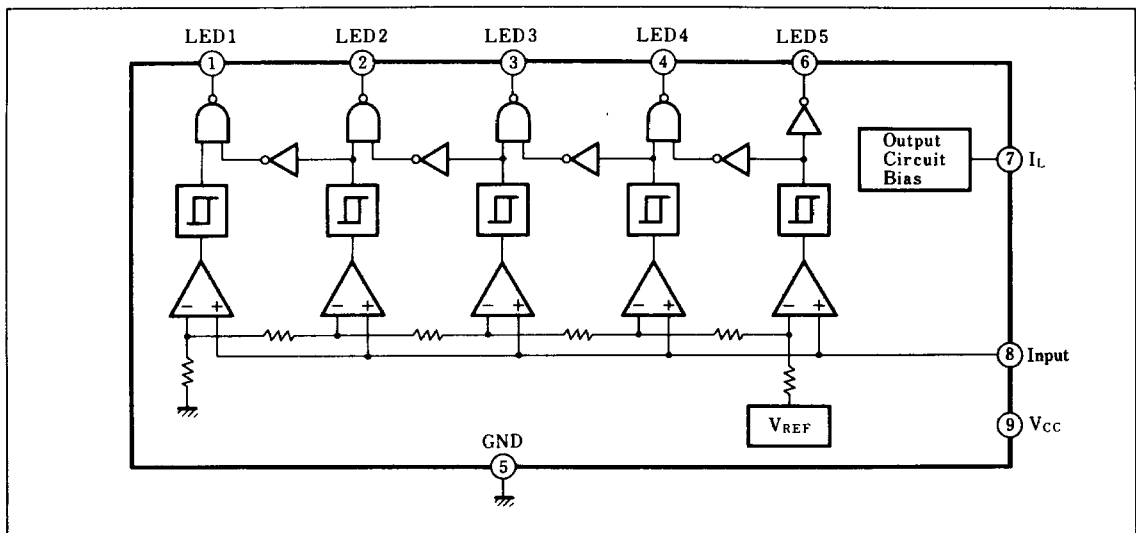 LED1 LED2 LED3 LED4 LED5
1 2 3 4 6
Output
Circuit
Bias
7 IL
- + - + - + - + - +
8 Input
VREF
9 VCC
GND
5